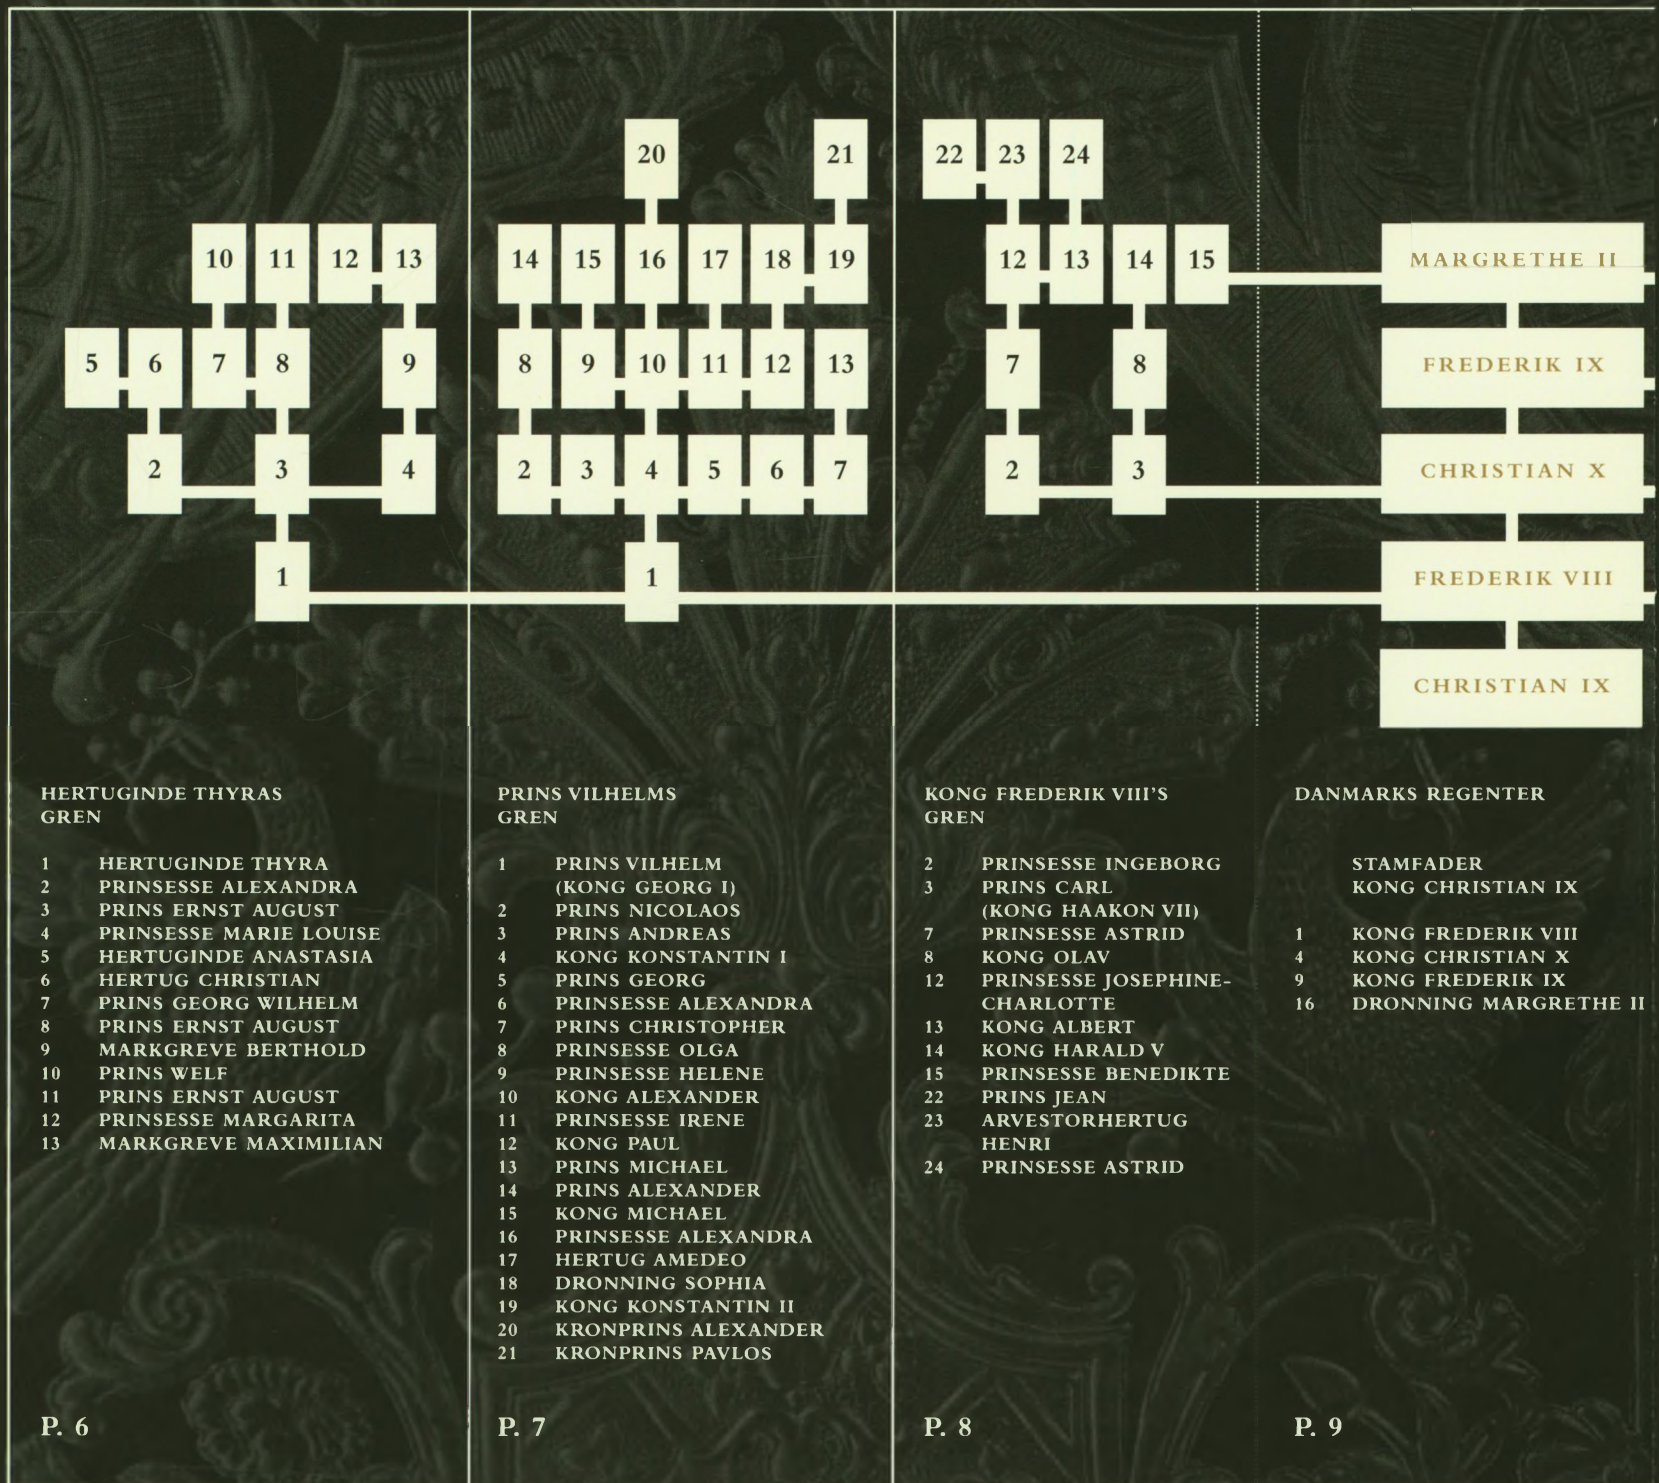 20 21 22 23 24
10 11 12 13 14 15 16 17 18 19 12 13 14 15 MARGRETHE II
5 6 7 8 9 8 9 10 11 12 13 7 8 FREDERIK IX
2 3 4 2 3 4 5 6 7 2 3 CHRISTIAN X
1 1 FREDERIK VIII
CHRISTIAN IX
HERTUGINDE THYRAS
GREN
1 HERTUGINDE THYRA
2 PRINSESSE ALEXANDRA
3 PRINS ERNST AUGUST
4 PRINSESSE MARIE LOUISE
5 HERTUGINDE ANASTASIA
6 HERTUG CHRISTIAN
7 PRINS GEORG WILHELM
8 PRINS ERNST AUGUST
9 MARKGREVE BERTHOLD
10 PRINS WELF
11 PRINS ERNST AUGUST
12 PRINSESSE MARGARITA
13 MARKGREVE MAXIMILIAN
P. 6
PRINS VILHELMS
GREN
1 PRINS VILHELM
(KONG GEORG I)
2 PRINS NICOLAOS
3 PRINS ANDREAS
4 KONG KONSTANTIN I
5 PRINS GEORG
6 PRINSESSE ALEXANDRA
7 PRINS CHRISTOPHER
8 PRINSESSE OLGA
9 PRINSESSE HELENE
10 KONG ALEXANDER
11 PRINSESSE IRENE
12 KONG PAUL
13 PRINS MICHAEL
14 PRINS ALEXANDER
15 KONG MICHAEL
16 PRINSESSE ALEXANDRA
17 HERTUG AMEDEO
18 DRONNING SOPHIA
19 KONG KONSTANTIN II
20 KRONPRINS ALEXANDER
21 KRONPRINS PAVLOS
P. 7
KONG FREDERIK VIII'S
GREN
2 PRINSESSE INGEBORG
3 PRINS CARL
(KONG HAAKON VII)
7 PRINSESSE ASTRID
8 KONG OLAV
12 PRINSESSE JOSEPHINE-
CHARLOTTE
13 KONG ALBERT
14 KONG HARALD V
15 PRINSESSE BENEDIKTE
22 PRINS JEAN
23 ARVESTORHERTUG
HENRI
24 PRINSESSE ASTRID
P. 8
DANMARKS REGENTER
STAMFADER
KONG CHRISTIAN IX
1 KONG FREDERIK VIII
4 KONG CHRISTIAN X
9 KONG FREDERIK IX
16 DRONNING MARGRETHE II
P. 9